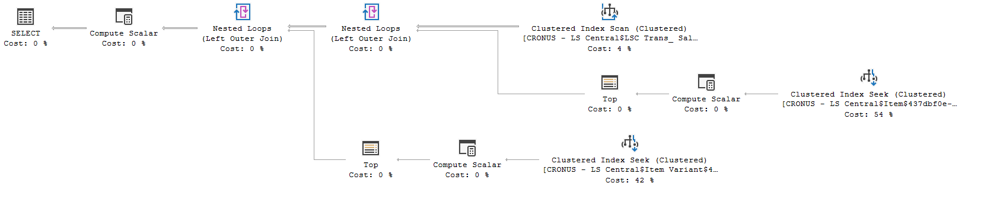 SELECT
Cost: 0 %
Compute Scalar
Cost: 0 %
Nested Loops
(Left Outer Join)
Cost: 0 %
Nested Loops
(Left Outer Join)
Cost: 0 %
Clustered Index Scan (Clustered)
[CRONUS - LS Central$LSC Trans_ Sal…
Cost: 4 %
Top
Cost: 0 %
Compute Scalar
Cost: 0 %
Clustered Index Seek (Clustered)
[CRONUS - LS Central$Item$437dbf0e-…
Cost: 54 %
Top
Cost: 0 %
Compute Scalar
Cost: 0 %
Clustered Index Seek (Clustered)
[CRONUS - LS Central$Item Variant$4…
Cost: 42 %